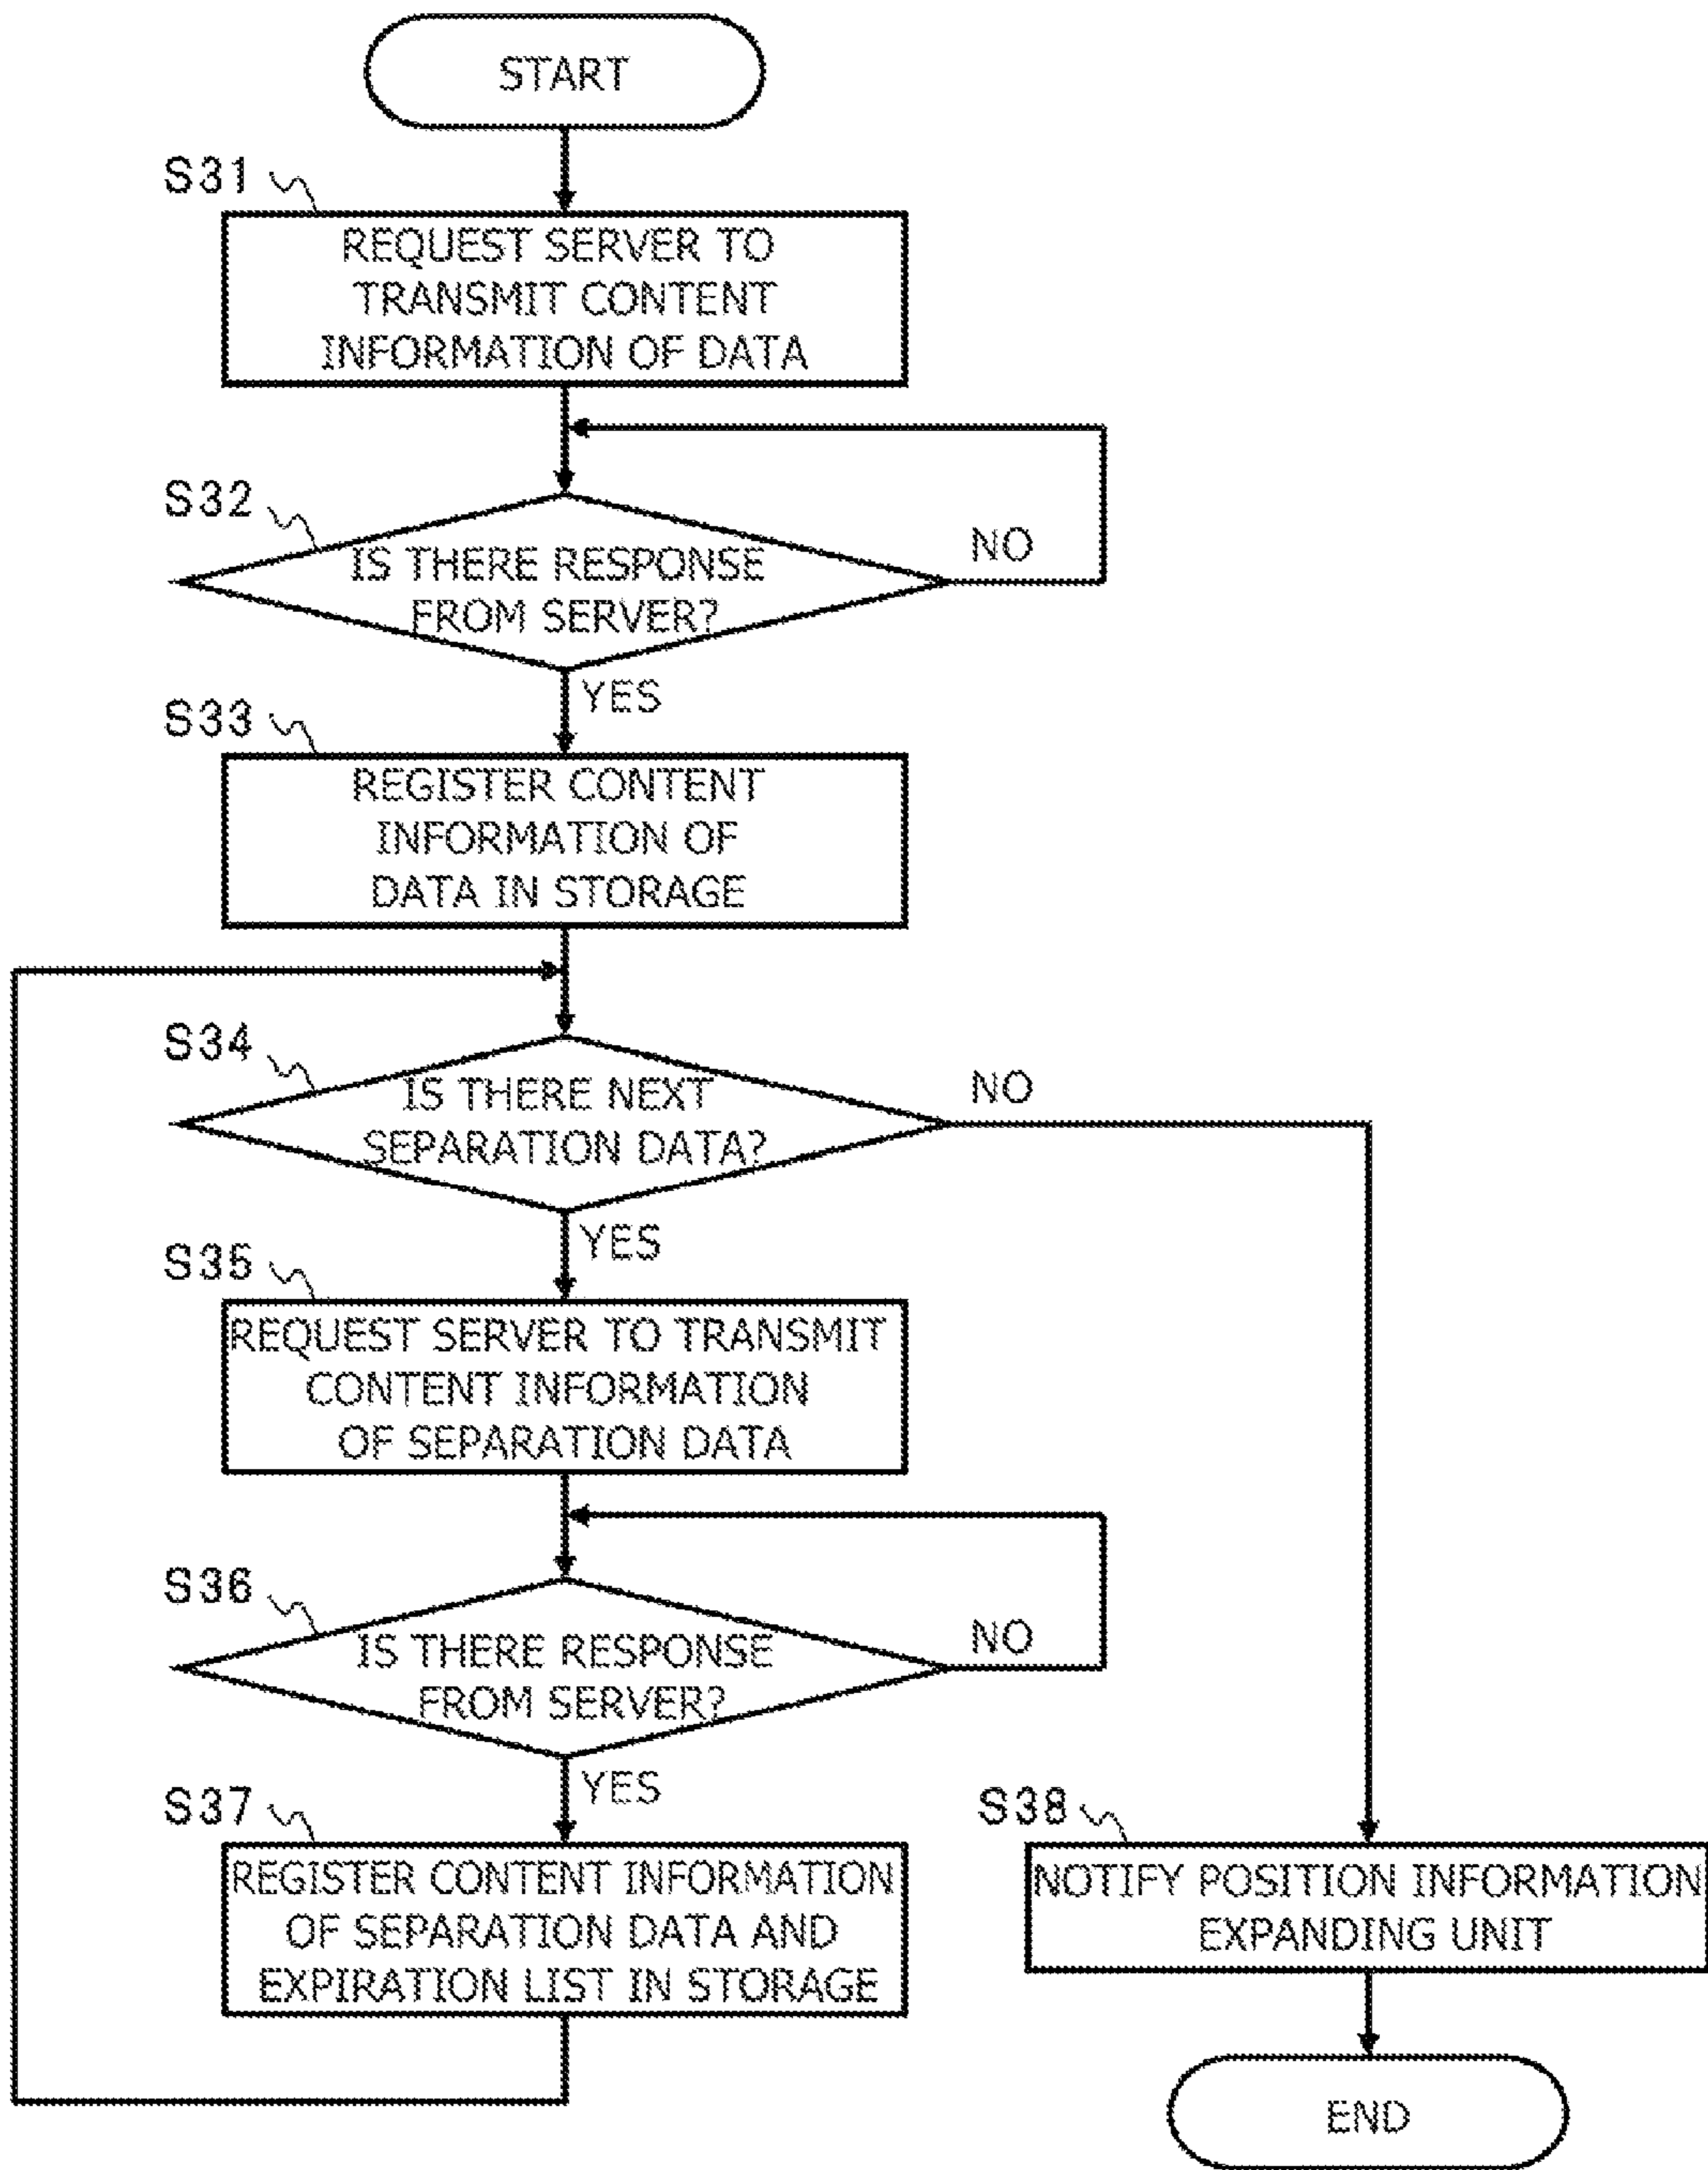 START
S31
REQUEST SERVER TO
TRANSMIT CONTENT
INFORMATION OF DATA
S32
IS THERE RESPONSE
FROM SERVER?
NO
YES
S33
REGISTER CONTENT
INFORMATION OF
DATA IN STORAGE
S34
IS THERE NEXT
SEPARATION DATA?
NO
YES
S35
REQUEST SERVER TO TRANSMIT
CONTENT INFORMATION
OF SEPARATION DATA
S36
IS THERE RESPONSE
FROM SERVER?
NO
YES
S37
REGISTER CONTENT INFORMATION
OF SEPARATION DATA AND
EXPIRATION LIST IN STORAGE
S38
NOTIFY POSITION INFORMATION
EXPANDING UNIT
END